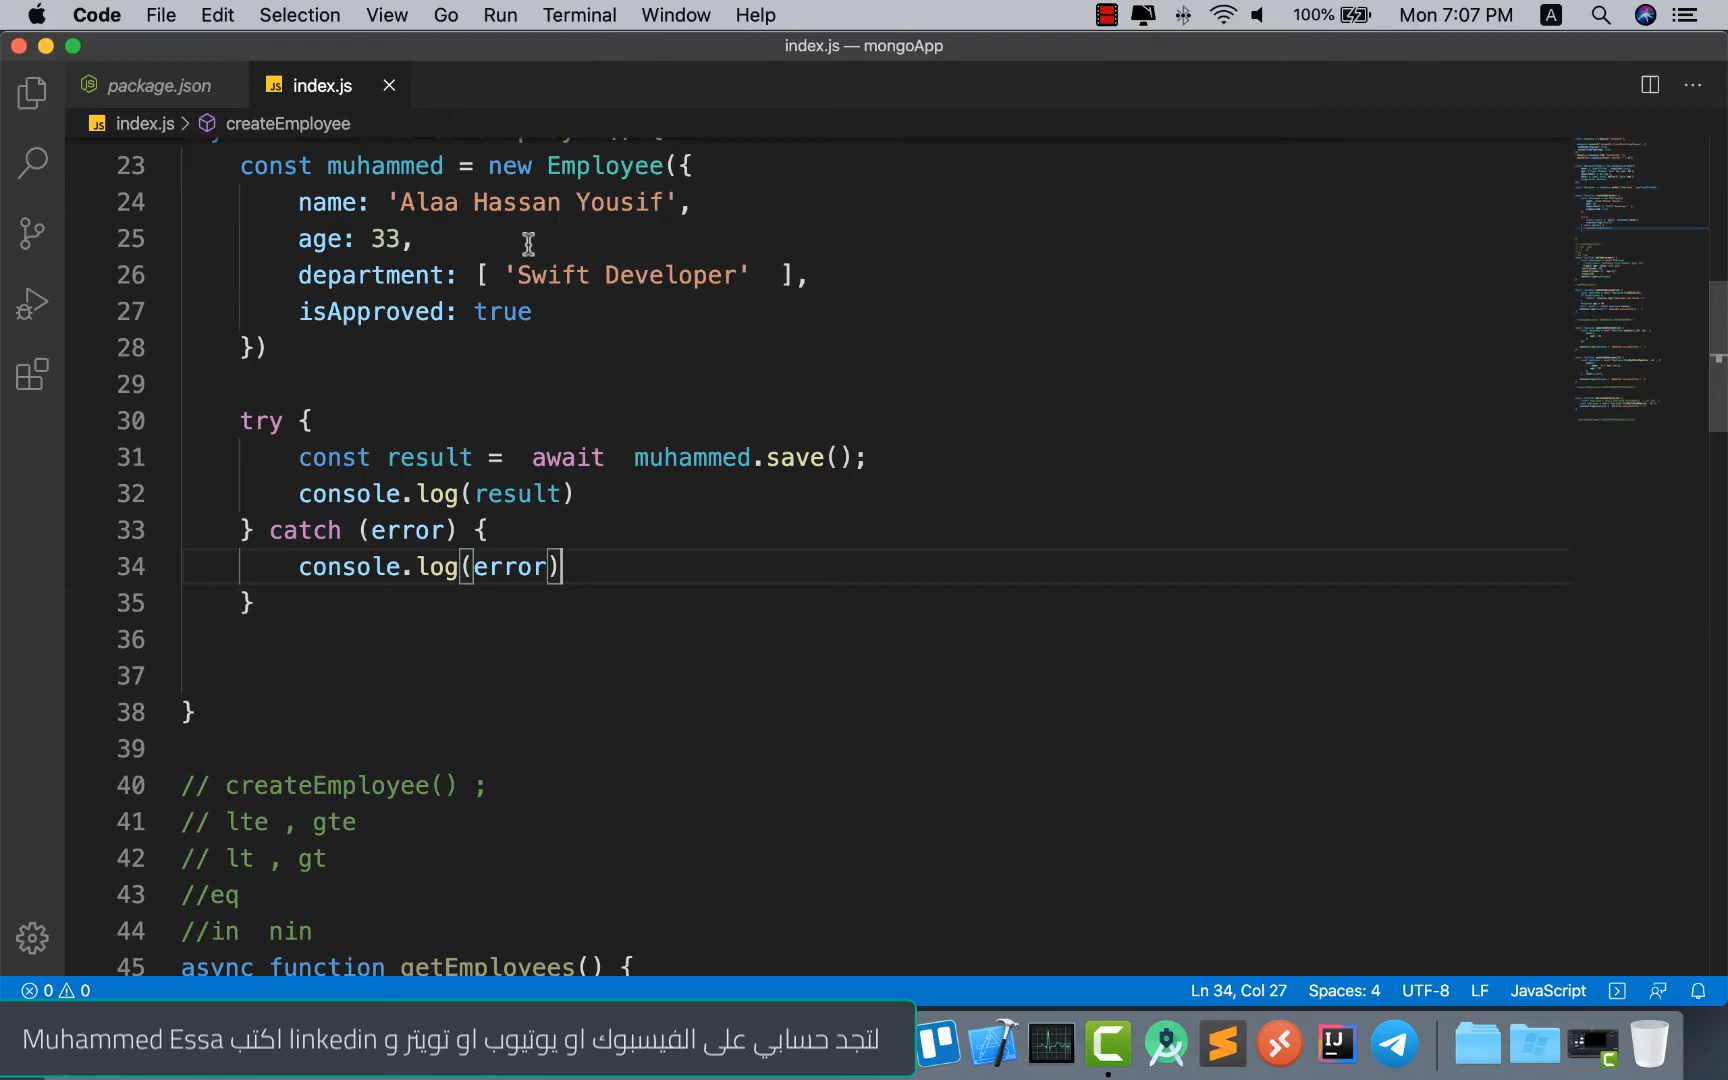 Code File Edit Selection View Go Run Terminal Window Help 100% Mon 7:07 PM A
index.js — mongoApp
package.json JS index.js
JS index.js > createEmployee
23 const muhammed = new Employee({
24 name: 'Alaa Hassan Yousif',
25 age: 33,
26 department: [ 'Swift Developer' ],
27 isApproved: true
28 })
29
30 try {
31 const result = await muhammed.save();
32 console.log(result)
33 } catch (error) {
34 console.log(error)
35 }
36
37
38 }
39
40 // createEmployee() ;
41 // lte , gte
42 // lt , gt
43 //eq
44 //in nin
45 async function getEmployees() {
0 0 Ln 34, Col 27 Spaces: 4 UTF-8 LF JavaScript
لتجد حسابي على الفيسبوك او يوتيوب او تويتر و linkedin اكتب Muhammed Essa
IJ